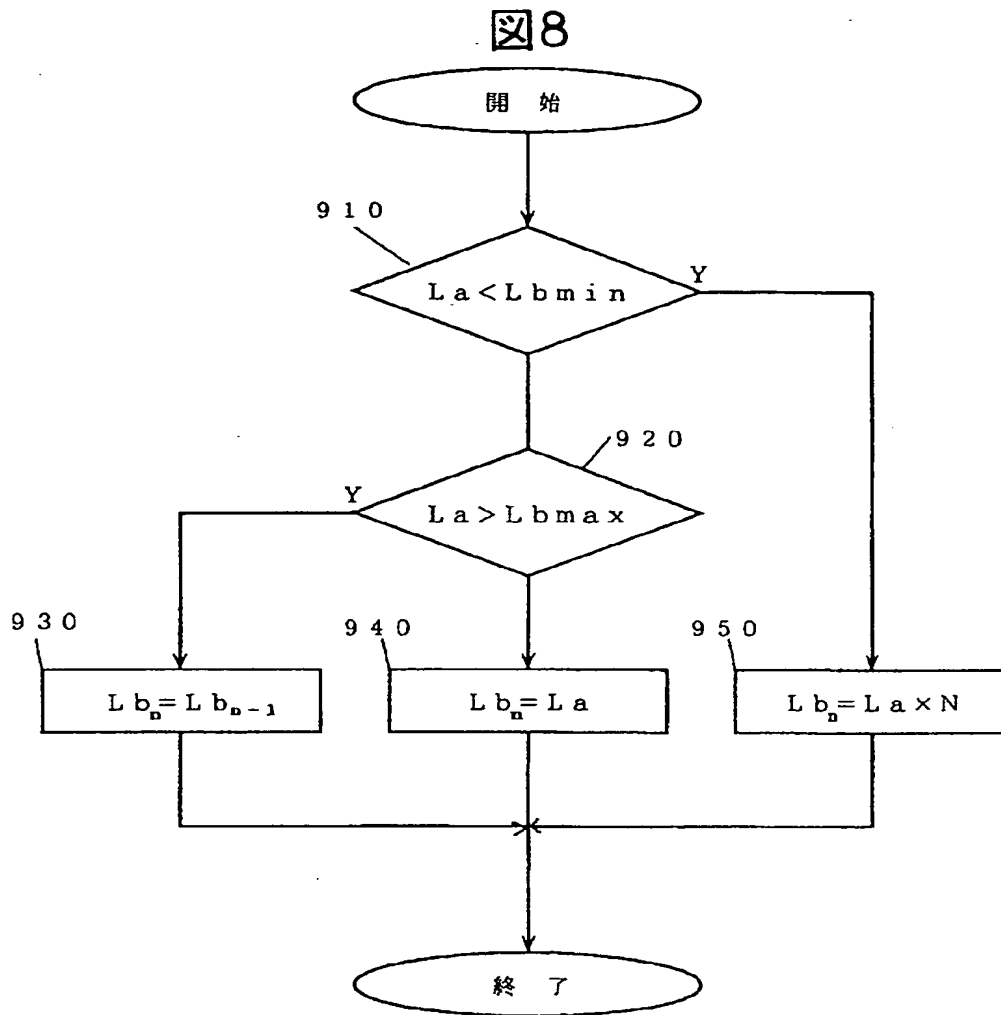 図8
開 始
910
La<Lbmin
Y
920
La>Lbmax
Y
930
Lbₙ=Lbₙ₋₁
940
Lbₙ=La
950
Lbₙ=La×N
終 了